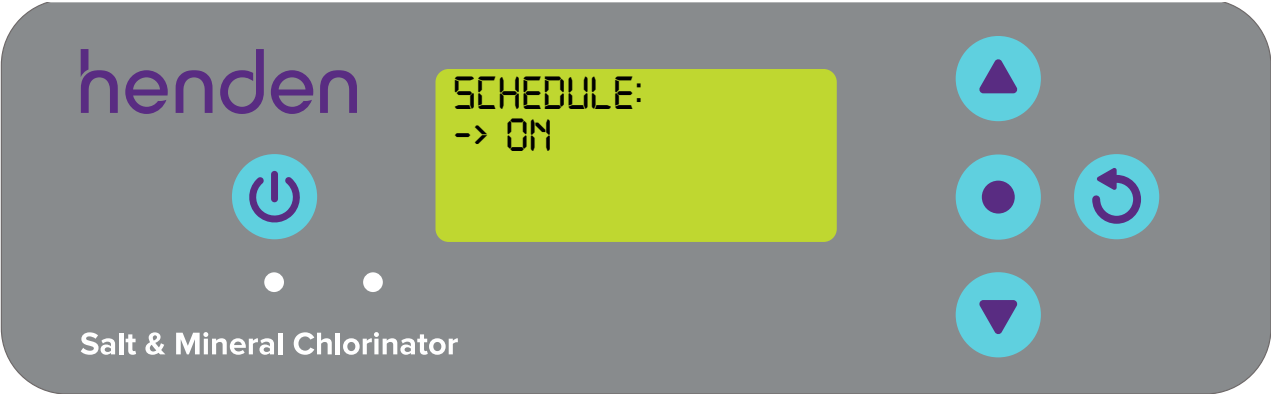 henden
SCHEDULE:
-> ON
Salt & Mineral Chlorinator